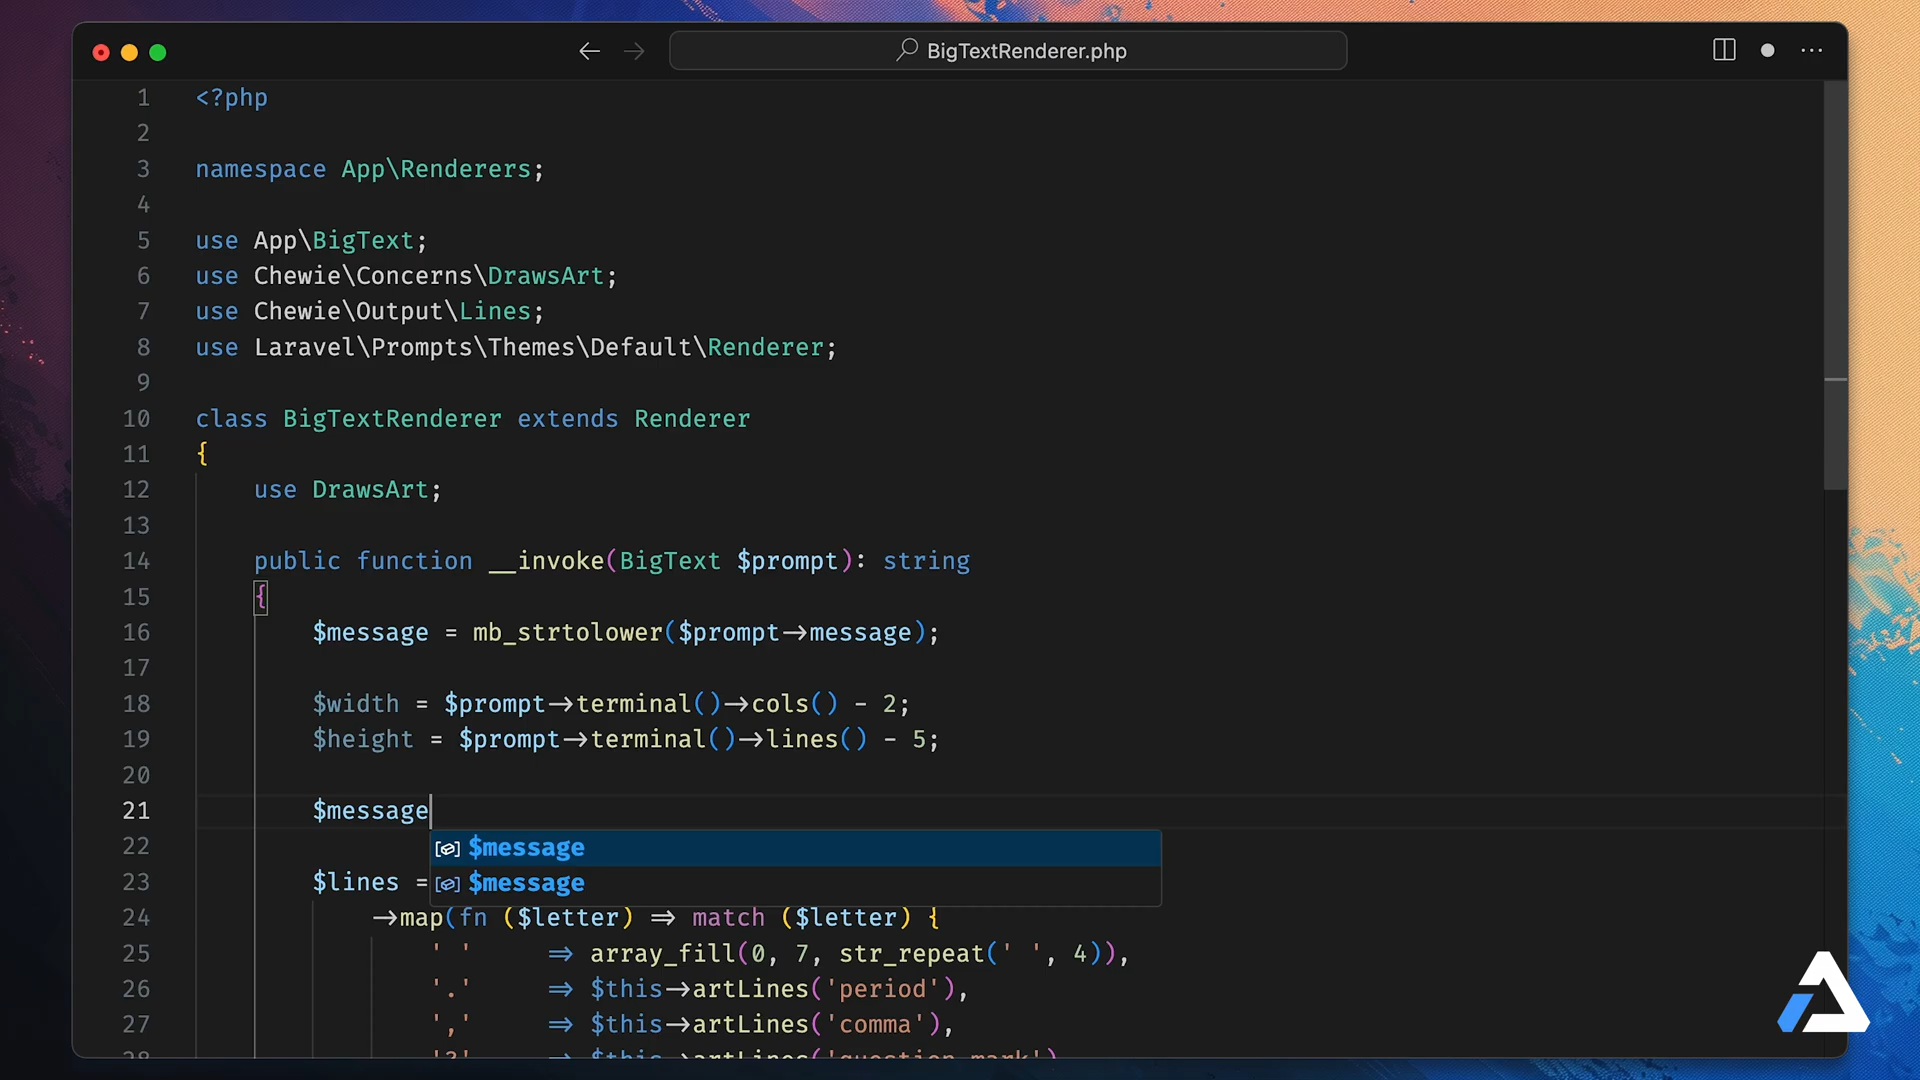 BigTextRenderer.php
1 <?php
2
3 namespace App\Renderers;
4
5 use App\BigText;
6 use Chewie\Concerns\DrawsArt;
7 use Chewie\Output\Lines;
8 use Laravel\Prompts\Themes\Default\Renderer;
9
10 class BigTextRenderer extends Renderer
11 {
12 use DrawsArt;
13
14 public function __invoke(BigText $prompt): string
15 {
16 $message = mb_strtolower($prompt->message);
17
18 $width = $prompt->terminal()->cols() - 2;
19 $height = $prompt->terminal()->lines() - 5;
20
21 $message
22 $message
23 $lines = $message
24 ->map(fn ($letter) => match ($letter) {
25 ' ' => array_fill(0, 7, str_repeat(' ', 4)),
26 '.' => $this->artLines('period'),
27 ',' => $this->artLines('comma'),
28 '?' => $this->artLines('question-mark')